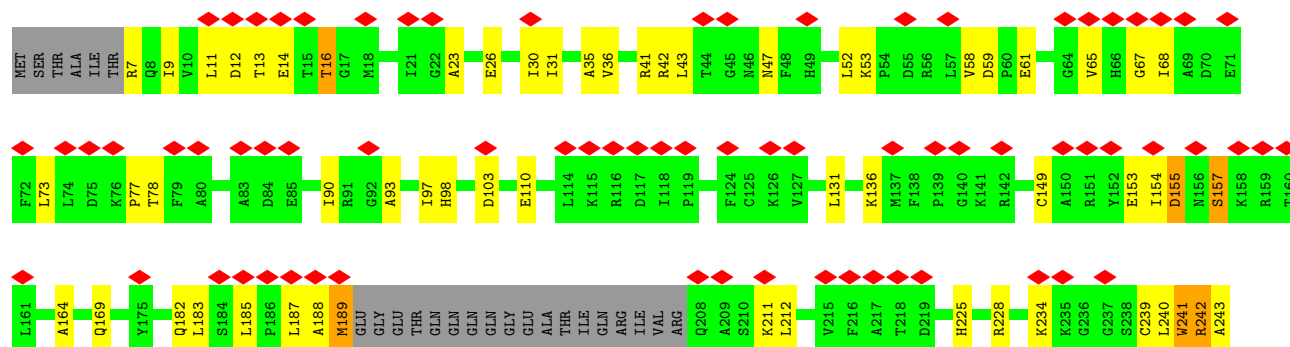 MET SER THR ALA ILE THR R7 Q8 I9 V10 L11 D12 T13 E14 T15 T16 G17 M18 I21 G22 A23 E26 I30 I31 A35 V36 R41 R42 L43 T44 G45 N46 N47 F48 H49 L52 K53 P54 D55 R56 L57 V58 D59 P60 E61 G64 V65 H66 G67 I68 A69 D70 E71
F72 L73 L74 D75 K76 P77 T78 F79 A80 A83 D84 E85 I90 R91 G92 A93 I97 H98 D103 E110 L114 K115 R116 D117 I118 P119 F124 C125 K126 V127 L131 K136 M137 F138 P139 G140 K141 R142 C149 A150 R151 Y152 E153 I154 D155 N156 S157 K158 R159 T160
L161 A164 Q169 Y175 Q182 L183 S184 L185 P186 L187 A188 M189 GLU GLY GLU THR GLN GLN GLN GLN GLY GLU ALA THR ILE GLN ARG ILE VAL ARG Q208 A209 S210 K211 L212 V215 F216 A217 T218 D219 H225 R228 K234 K235 G236 G237 S238 C239 L240 W241 R242 A243